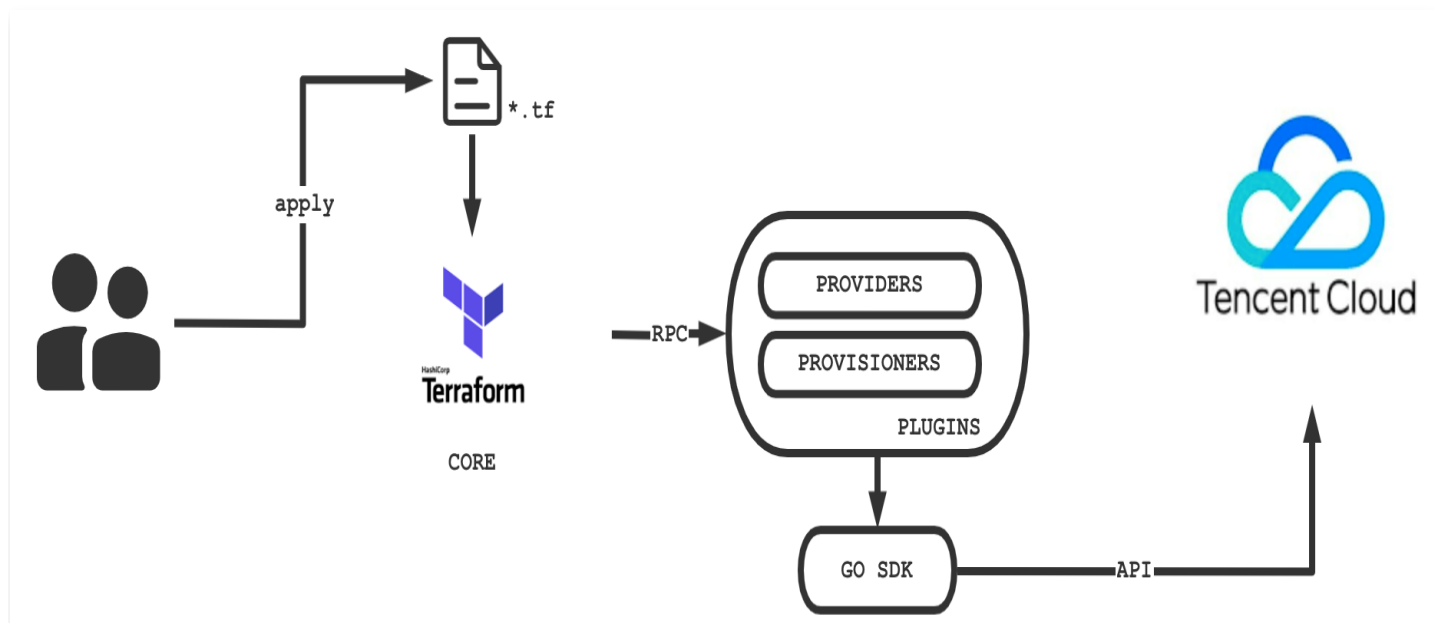 *.tf
apply
HashiCorp
Terraform
CORE
RPC
PROVIDERS
PROVISIONERS
PLUGINS
GO SDK
API
Tencent Cloud